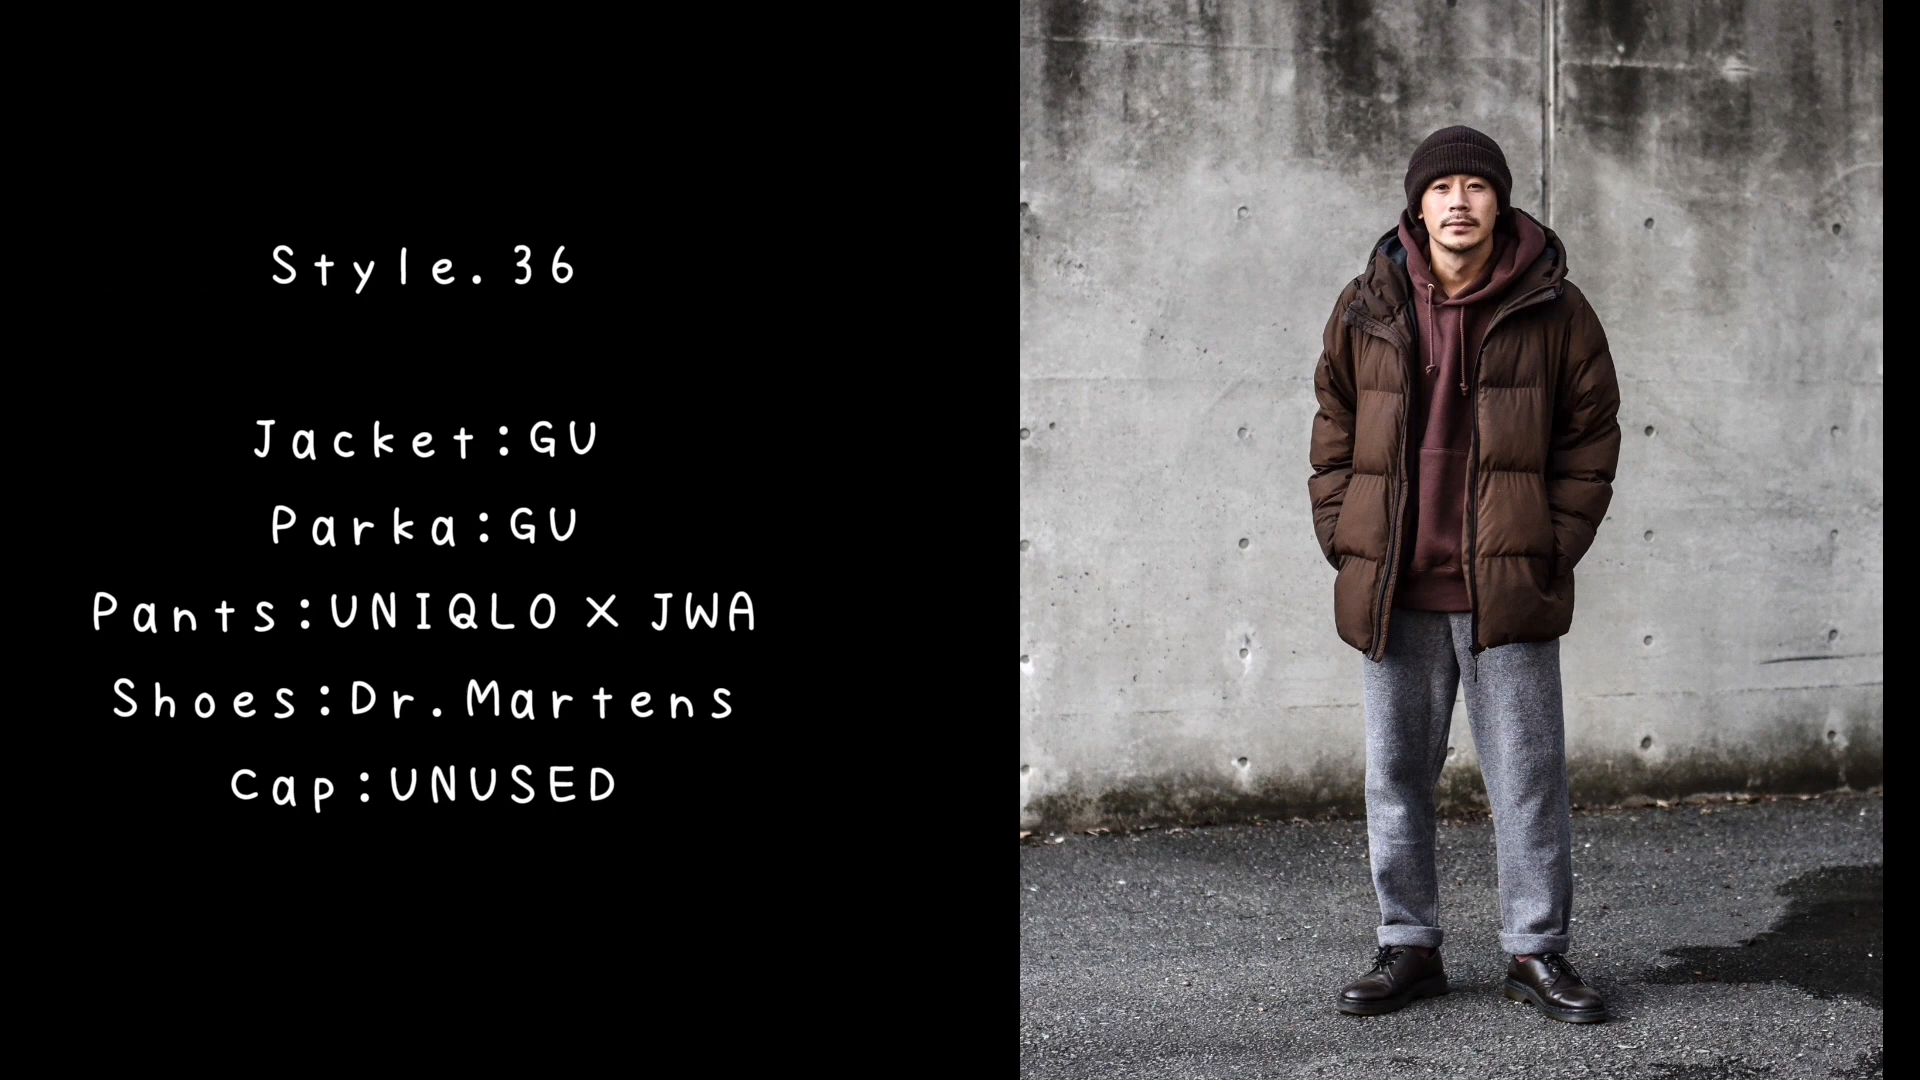 Style.36
Jacket:GU
Parka:GU
Pants:UNIQLO × JWA
Shoes:Dr.Martens
Cap:UNUSED